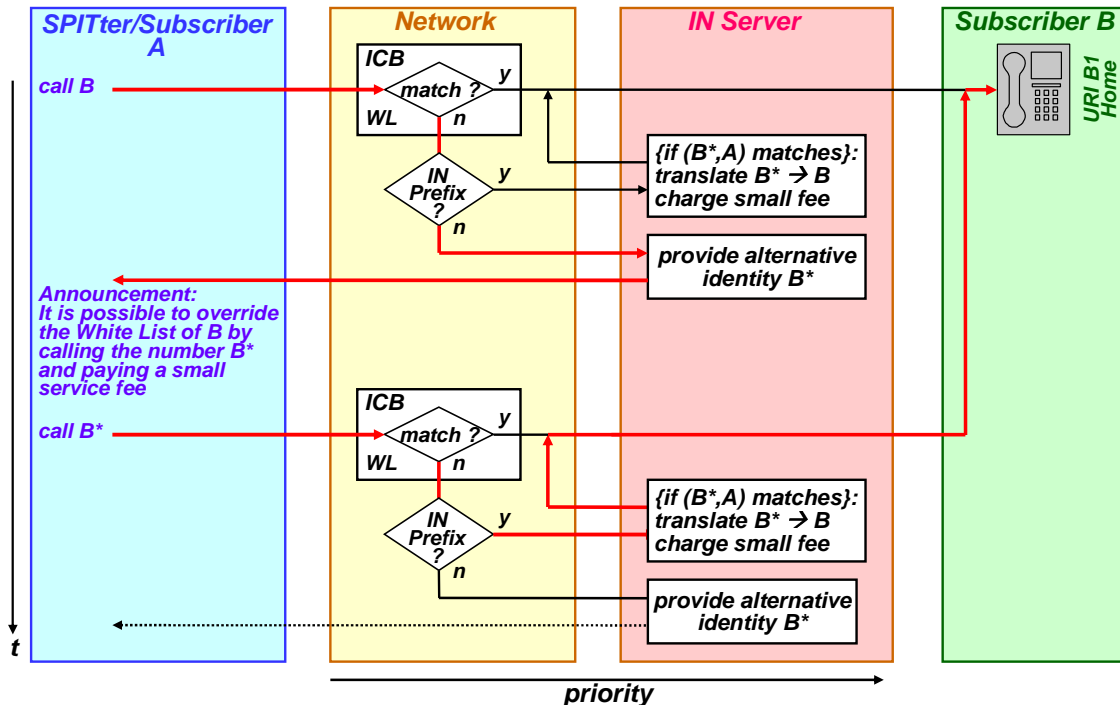 SPITter/Subscriber
A
Network
IN Server
Subscriber B
call B
ICB
match ?
y
WL
n
URI B1
Home
IN
Prefix
?
y
n
{if (B*,A) matches}:
translate B* → B
charge small fee
provide alternative
identity B*
Announcement:
It is possible to override
the White List of B by
calling the number B*
and paying a small
service fee
call B*
ICB
match ?
y
WL
n
IN
Prefix
?
y
n
{if (B*,A) matches}:
translate B* → B
charge small fee
provide alternative
identity B*
t
priority